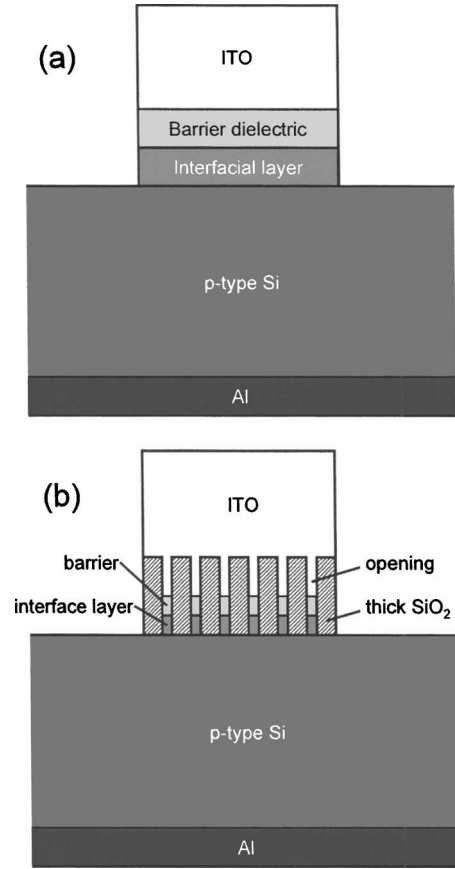 (a)
ITO
Barrier dielectric
Interfacial layer
p-type Si
Al
(b)
ITO
barrier
opening
interface layer
thick SiO₂
p-type Si
Al